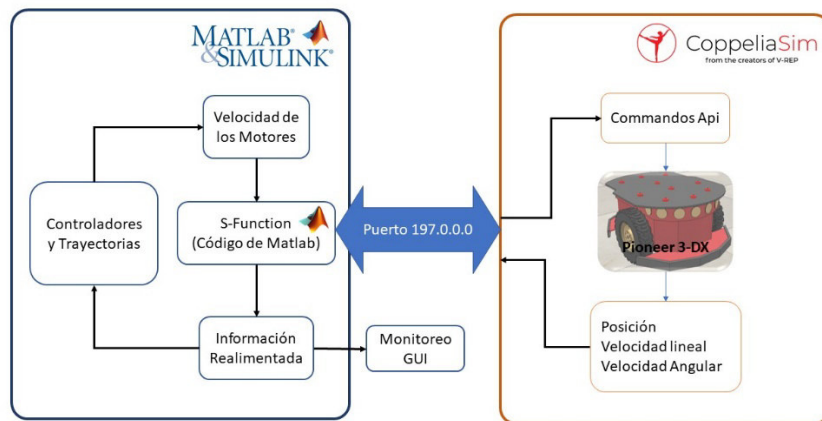 MATLAB®
&SIMULINK®
Velocidad de
los Motores
Controladores
y Trayectorias
S-Function
(Código de Matlab)
Información
Realimentada
Monitoreo
GUI
Puerto 197.0.0.0
CoppeliaSim
from the creators of V-REP
Commandos Api
Pioneer 3-DX
Posición
Velocidad lineal
Velocidad Angular